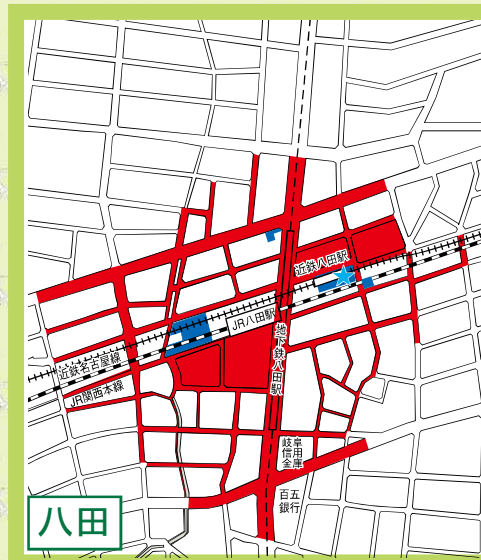 近鉄八田駅
JR八田駅
地下鉄八田駅
近鉄名古屋線
JR関西本線
岐阜
信用
金庫
百五
銀行
八田